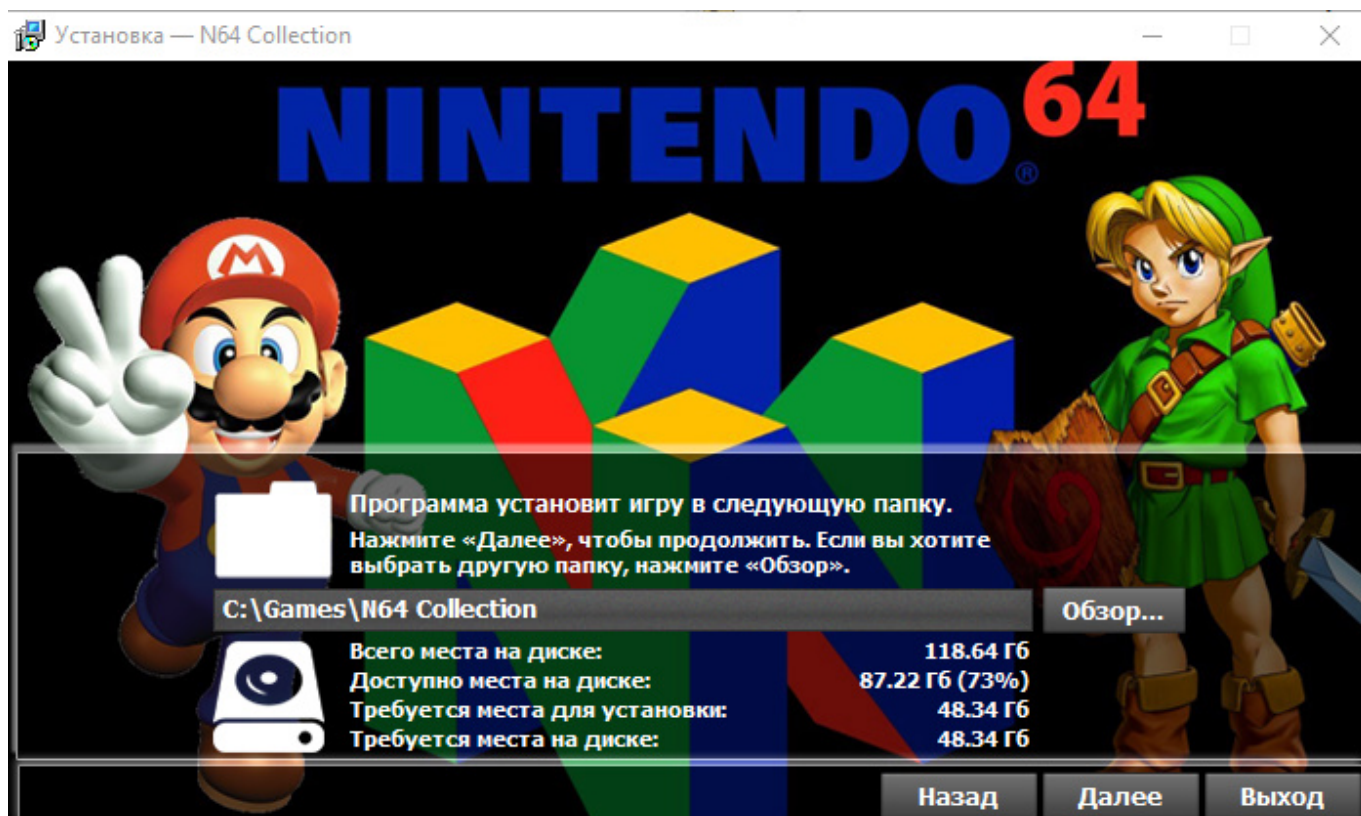 Установка — N64 Collection
NINTENDO® 64
M
Программа установит игру в следующую папку.
Нажмите «Далее», чтобы продолжить. Если вы хотите
выбрать другую папку, нажмите «Обзор».
C:\Games\N64 Collection
Обзор...
Всего места на диске: 118.64 Гб
Доступно места на диске: 87.22 Гб (73%)
Требуется места для установки: 48.34 Гб
Требуется места на диске: 48.34 Гб
Назад Далее Выход